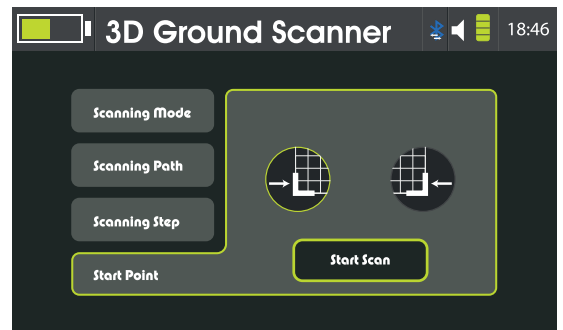 3D Ground Scanner
18:46
Scanning Mode
Scanning Path
Scanning Step
Start Point
Start Scan